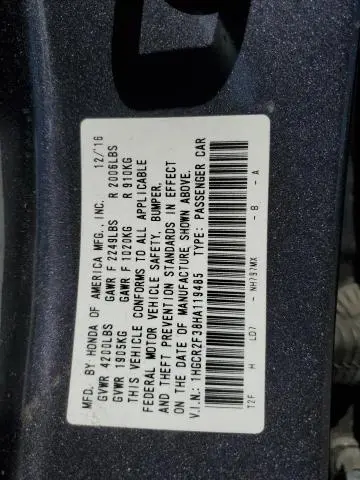 MFD. BY HONDA OF AMERICA MFG., INC. 12/16
GVWR 4200LBS GAWR F 2249LBS R 2006LBS
GVWR 1905KG GAWR F 1020KG R 910KG
THIS VEHICLE CONFORMS TO ALL APPLICABLE
FEDERAL MOTOR VEHICLE SAFETY, BUMPER,
AND THEFT PREVENTION STANDARDS IN EFFECT
ON THE DATE OF MANUFACTURE SHOWN ABOVE.
V.I.N.: 1HGCR2F38HA119485 TYPE: PASSENGER CAR
T2F H LD7 - NH797MX - B - A